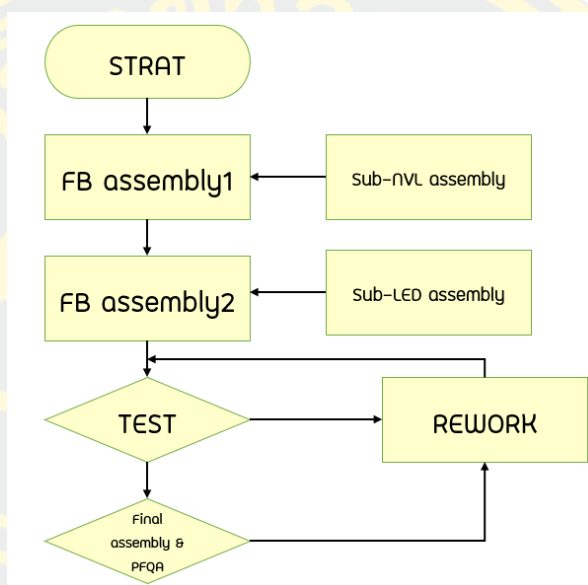 STRAT
FB assembly1
Sub-NVL assembly
FB assembly2
Sub-LED assembly
TEST
REWORK
Final
assembly &
PFQA